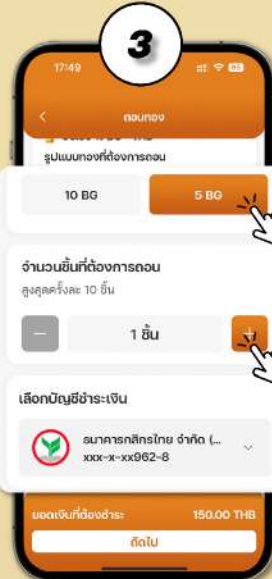 3
17:49
65
ถอนทอง
รูปแบบทองที่ต้องการถอน
10 BG
5 BG
จำนวนชิ้นที่ต้องการถอน
สูงสุดครั้งละ 10 ชิ้น
1 ชิ้น
เลือกบัญชีชำระเงิน
ธนาคารกสิกรไทย จำกัด (...
xxx-x-xx962-8
ยอดเงินที่ต้องชำระ
150.00 THB
ถัดไป